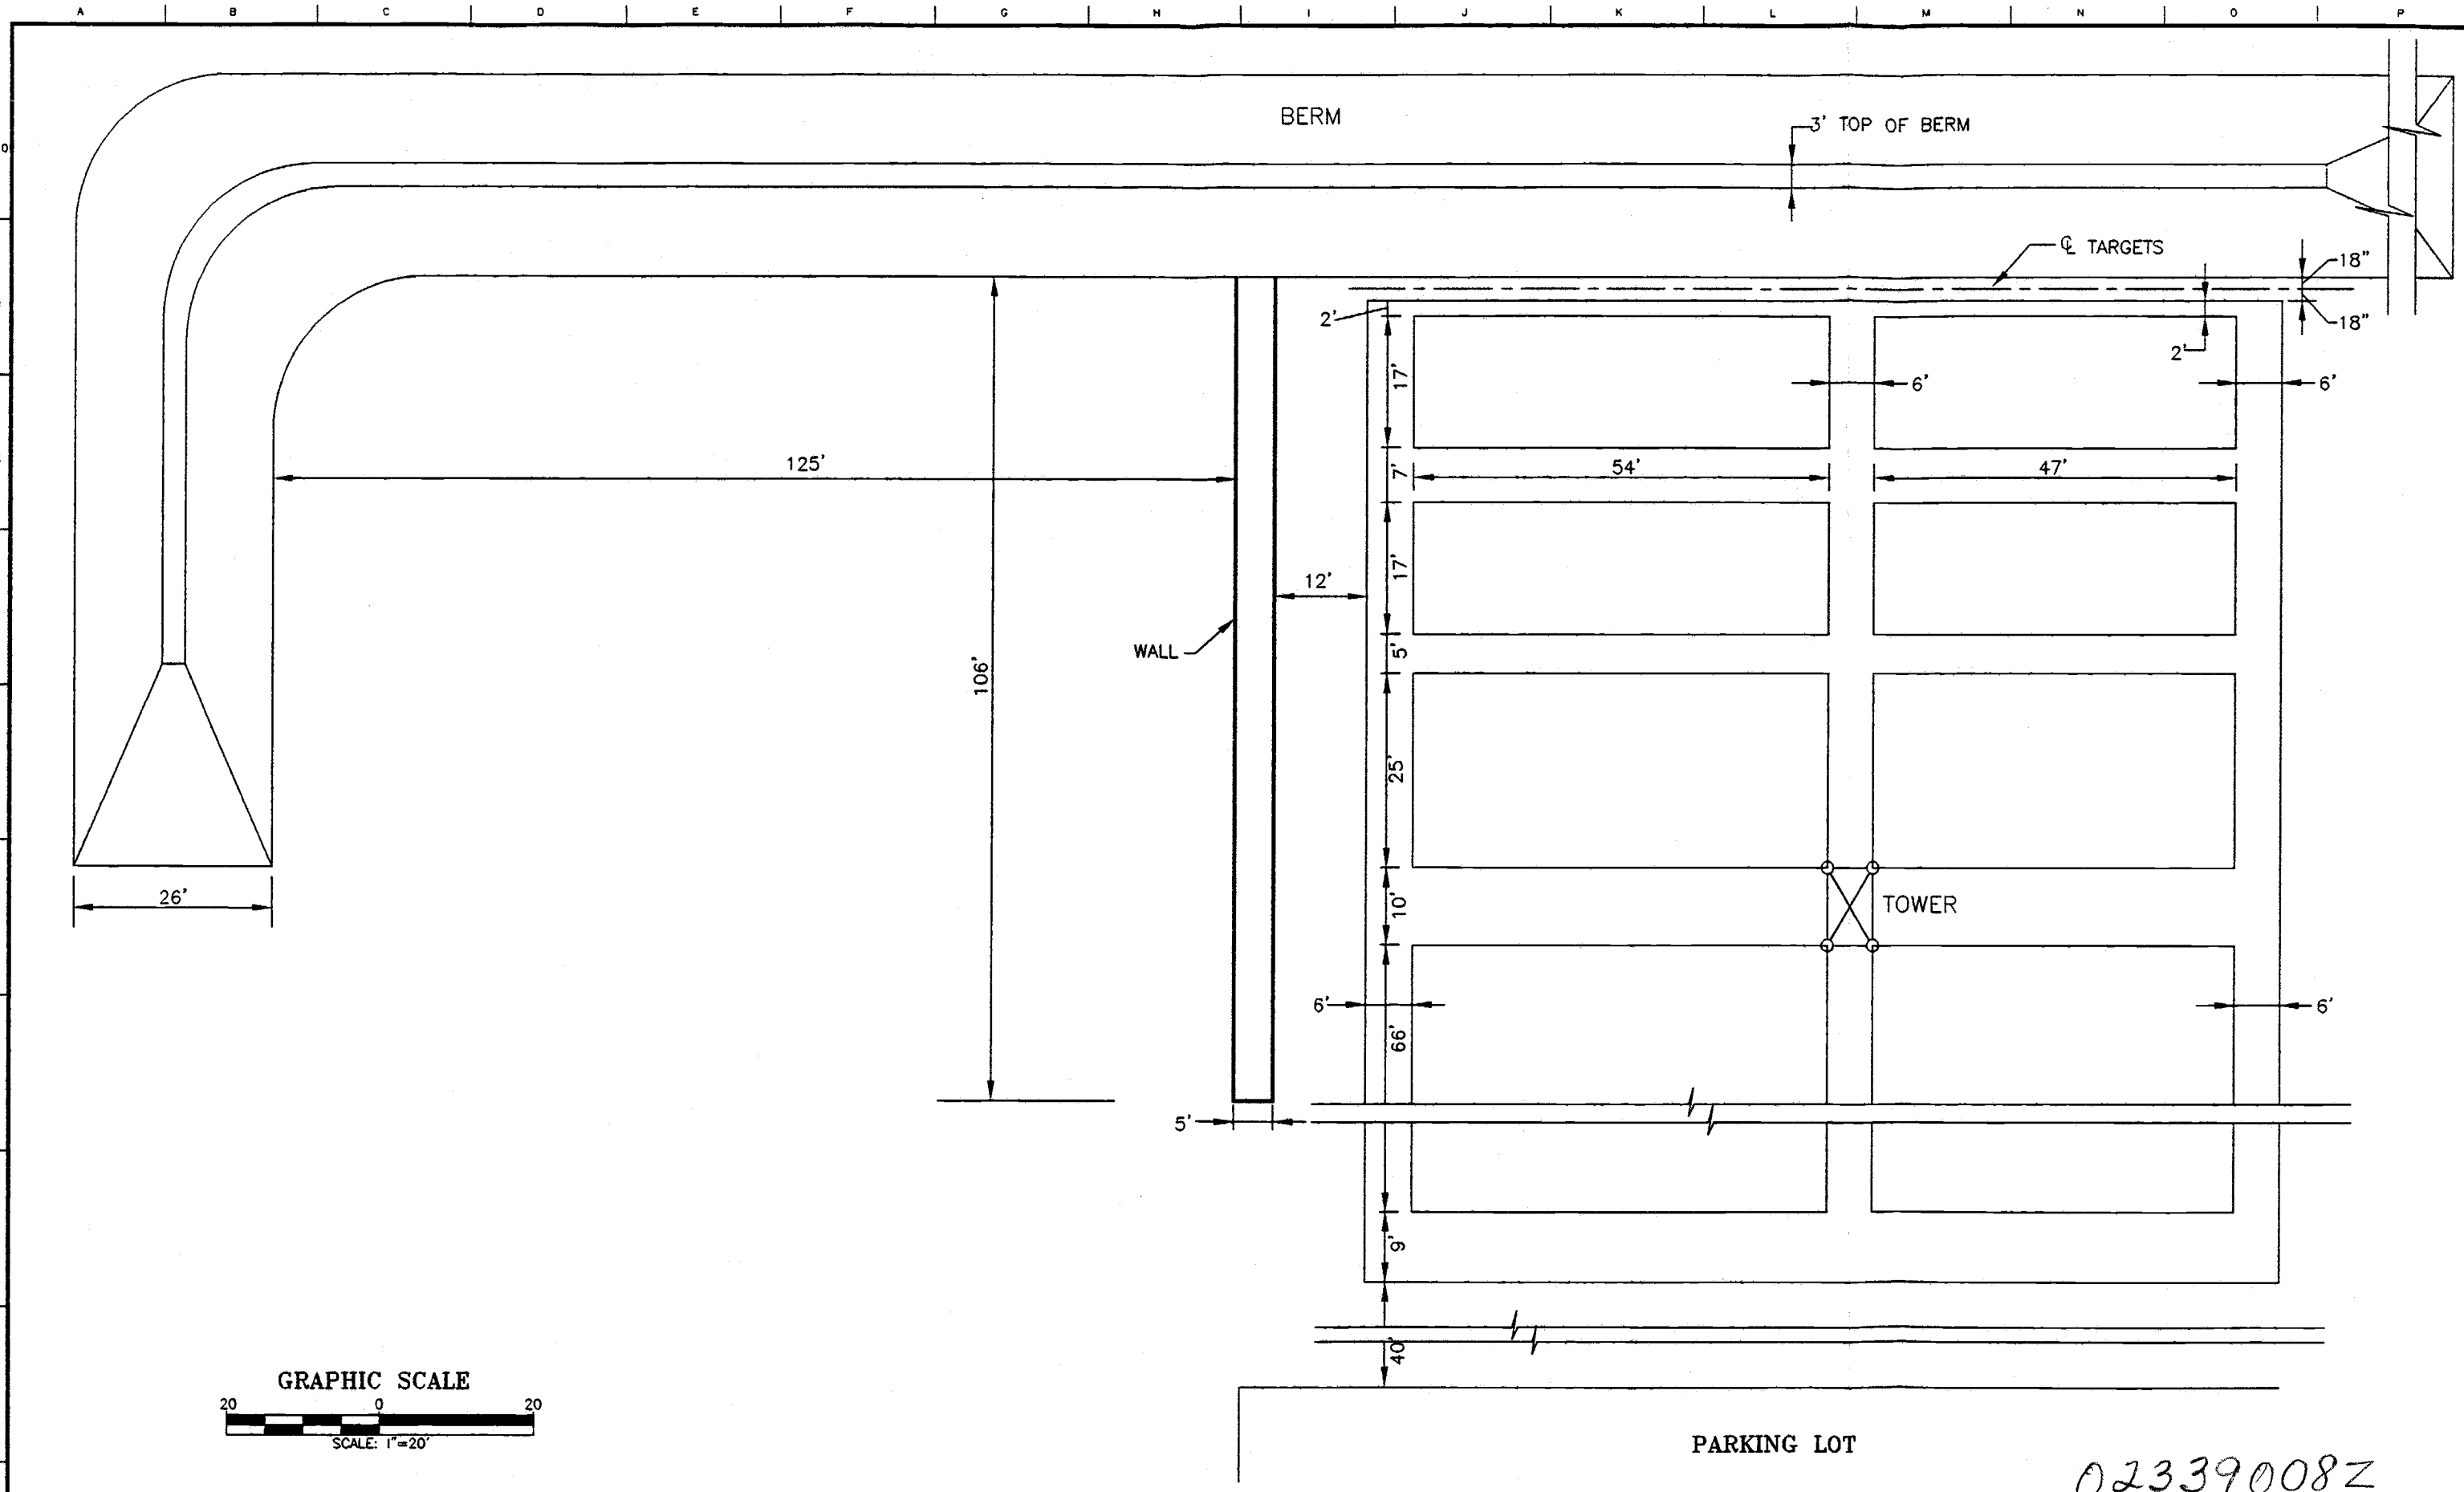 A B C D E F G H I J K L M N O P
BERM
3' TOP OF BERM
℄ TARGETS
18"
18"
2'
2'
17'
6'
6'
125'
7'
54'
47'
17'
12'
WALL
5'
106'
25'
26'
10'
TOWER
6'
66'
6'
5'
9'
40'
GRAPHIC SCALE
20 0 20
SCALE: 1"=20'
PARKING LOT
02339008Z